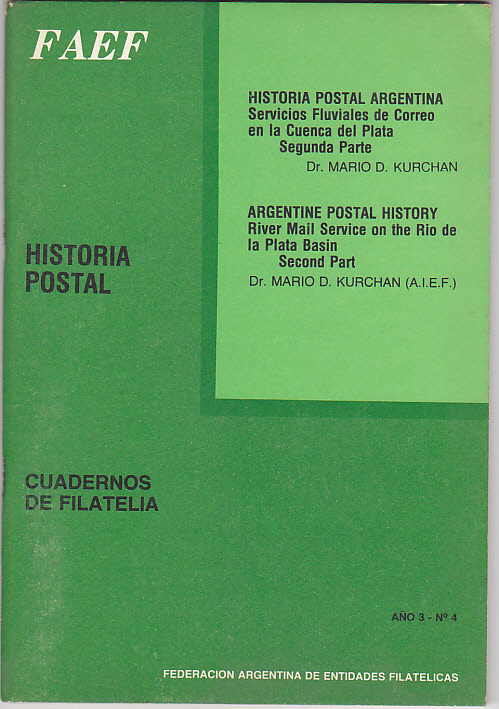 FAEF
HISTORIA POSTAL ARGENTINA
Servicios Fluviales de Correo
en la Cuenca del Plata
Segunda Parte
Dr. MARIO D. KURCHAN
ARGENTINE POSTAL HISTORY
River Mail Service on the Rio de
la Plata Basin
Second Part
Dr. MARIO D. KURCHAN (A.I.E.F.)
HISTORIA
POSTAL
CUADERNOS
DE FILATELIA
AÑO 3 - Nº 4
FEDERACION ARGENTINA DE ENTIDADES FILATELICAS